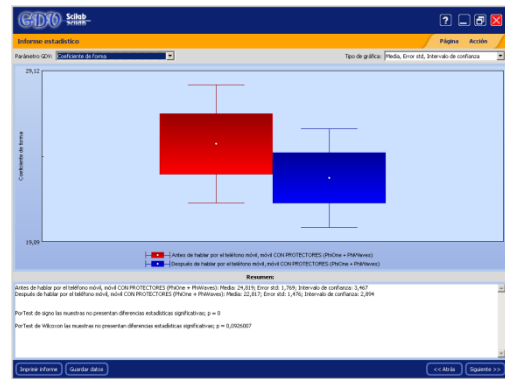 GDV Scilab
Informe estadístico
Página Acción
Parámetro GDV: Coeficiente de forma
Tipo de gráfica: Media, Error std, Intervalo de confianza
29,12
Coeficiente de forma
19,09
Antes de hablar por el teléfono móvil, móvil CON PROTECTORES (PhiOne + PhiWaves)
Después de hablar por el teléfono móvil, móvil CON PROTECTORES (PhiOne + PhiWaves)
Resumen:
Antes de hablar por el teléfono móvil, móvil CON PROTECTORES (PhiOne + PhiWaves): Media: 24,819; Error std: 1,769; Intervalo de confianza: 3,467
Después de hablar por el teléfono móvil, móvil CON PROTECTORES (PhiOne + PhiWaves): Media: 22,817; Error std: 1,476; Intervalo de confianza: 2,894
PorTest de signo las muestras no presentan diferencias estadísticas significativas; p = 0
PorTest de Wilcoxon las muestras no presentan diferencias estadísticas significativas; p = 0,0926007
Imprimir informe Guardar datos << Atrás Siguiente >>